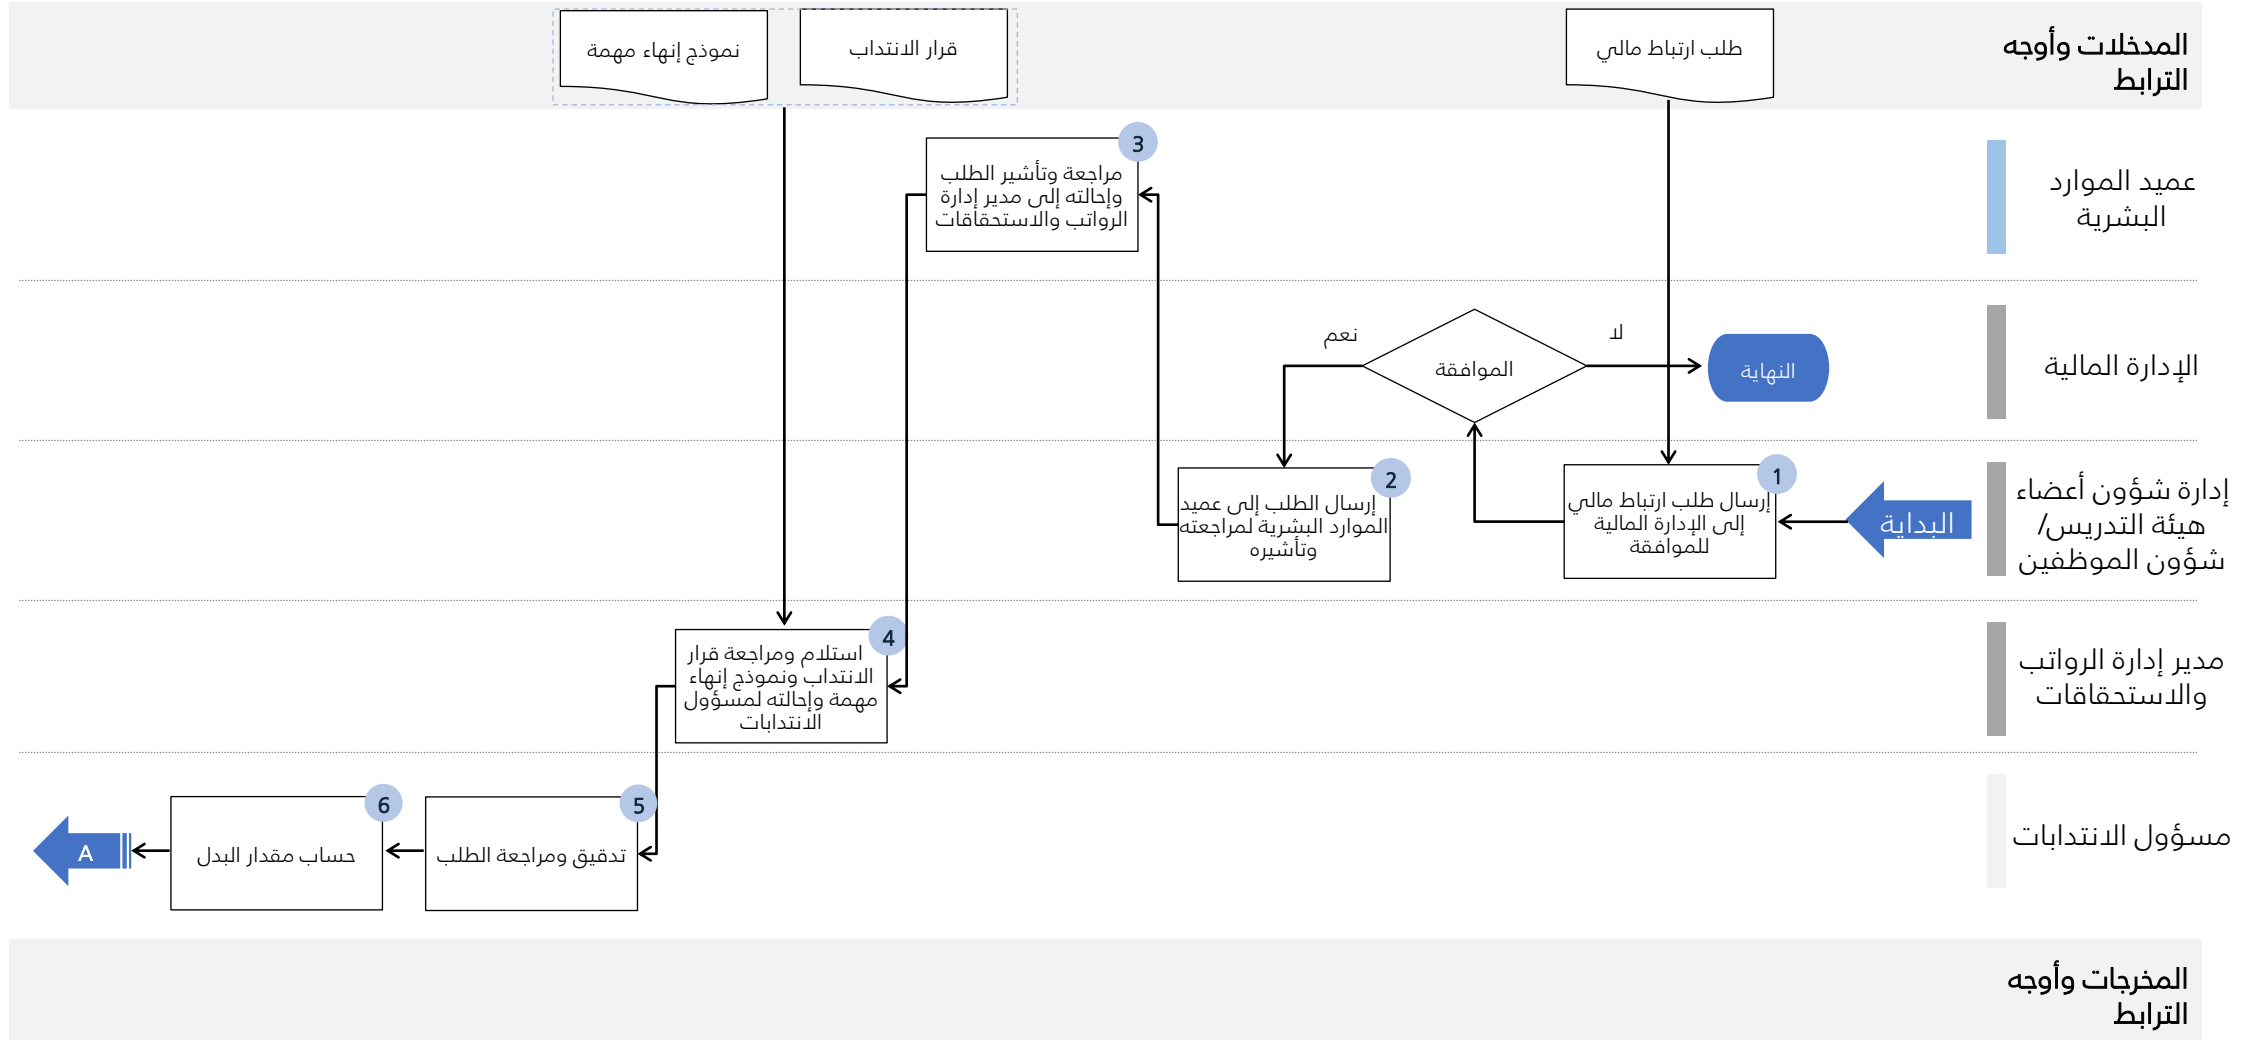 المدخلات وأوجه
الترابط
طلب ارتباط مالي
قرار الانتداب
نموذج إنهاء مهمة
عميد الموارد
البشرية
3
مراجعة وتأشير الطلب
وإحالته إلى مدير إدارة
الرواتب والاستحقاقات
الإدارة المالية
النهاية
لا
الموافقة
نعم
إدارة شؤون أعضاء
هيئة التدريس/
شؤون الموظفين
البداية
1
إرسال طلب ارتباط مالي
إلى الإدارة المالية
للموافقة
2
إرسال الطلب إلى عميد
الموارد البشرية لمراجعته
وتأشيره
مدير إدارة الرواتب
والاستحقاقات
4
استلام ومراجعة قرار
الانتداب ونموذج إنهاء
مهمة وإحالته لمسؤول
الانتدابات
مسؤول الانتدابات
5
تدقيق ومراجعة الطلب
6
حساب مقدار البدل
A
المخرجات وأوجه
الترابط